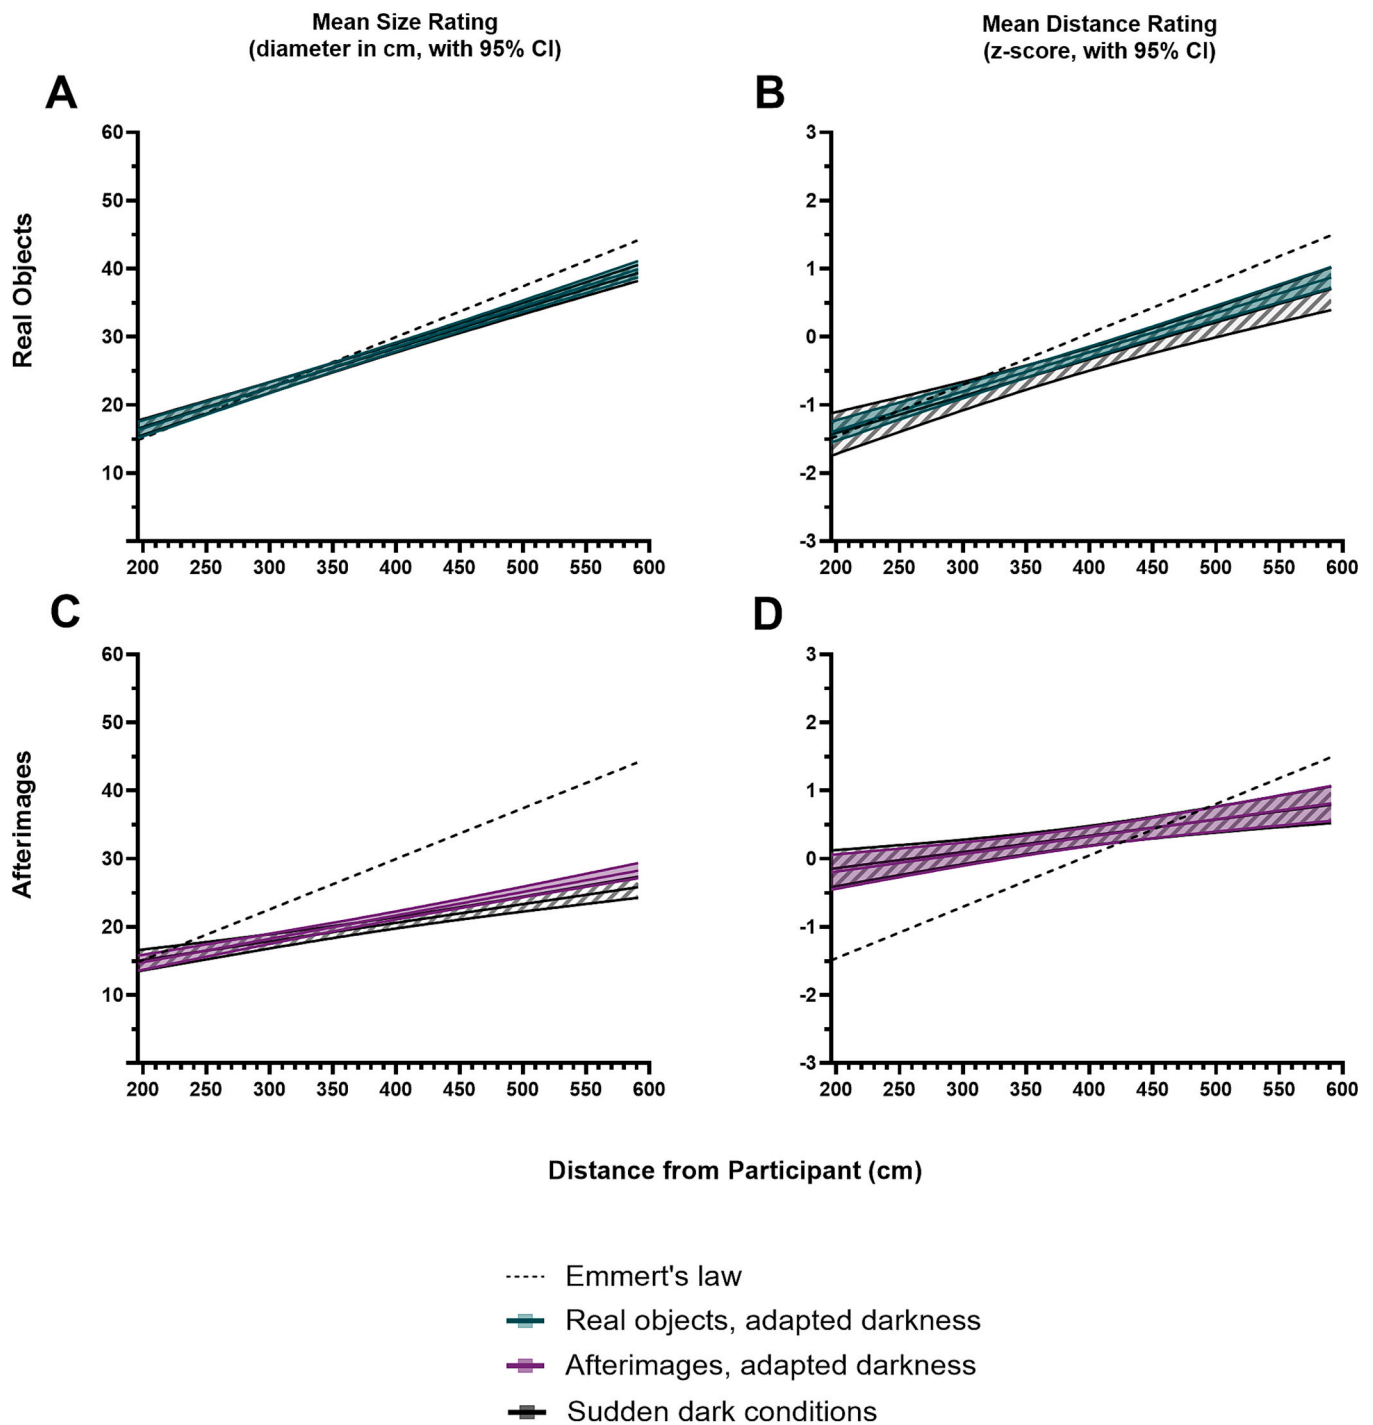 Mean Size Rating
(diameter in cm, with 95% CI)
Mean Distance Rating
(z-score, with 95% CI)
A
B
Real Objects
60
50
40
30
20
10
200 250 300 350 400 450 500 550 600
3
2
1
0
-1
-2
-3
200 250 300 350 400 450 500 550 600
C
D
Afterimages
60
50
40
30
20
10
200 250 300 350 400 450 500 550 600
3
2
1
0
-1
-2
-3
200 250 300 350 400 450 500 550 600
Distance from Participant (cm)
Emmert's law
Real objects, adapted darkness
Afterimages, adapted darkness
Sudden dark conditions